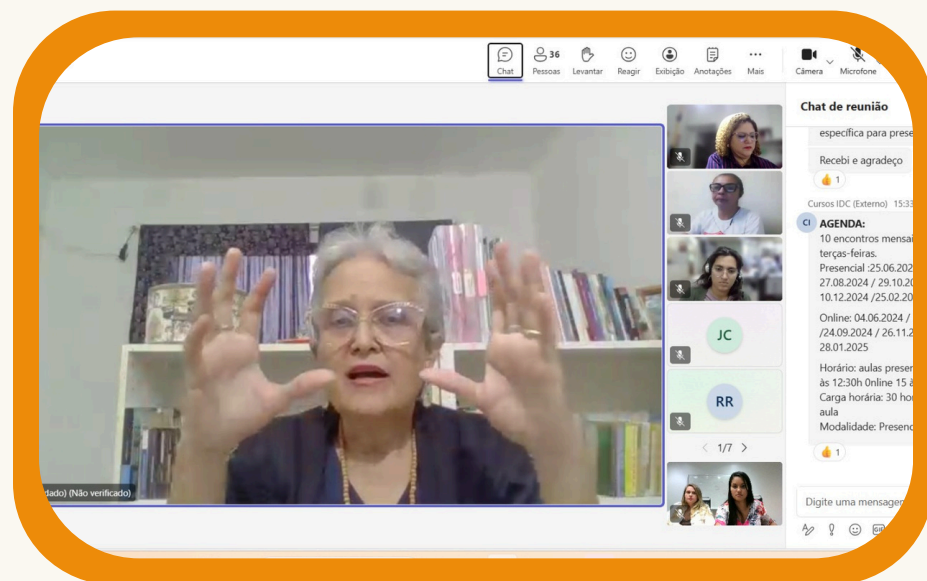 36
Chat
Pessoas
Levantar
Reagir
Exibição
Anotações
Mais
Câmera
Microfone
dado) (Não verificado)
JC
RR
1/7
Chat de reunião
específica para prese
Recebi e agradeço
1
Cursos IDC (Externo) 15:33
CI
AGENDA:
10 encontros mensai
terças-feiras.
Presencial :25.06.202
27.08.2024 / 29.10.20
10.12.2024 /25.02.20
Online: 04.06.2024 /
/24.09.2024 / 26.11.2
28.01.2025
Horário: aulas preser
às 12:30h 0nline 15 à
Carga horária: 30 hor
aula
Modalidade: Presenc
1
Digite uma mensagem